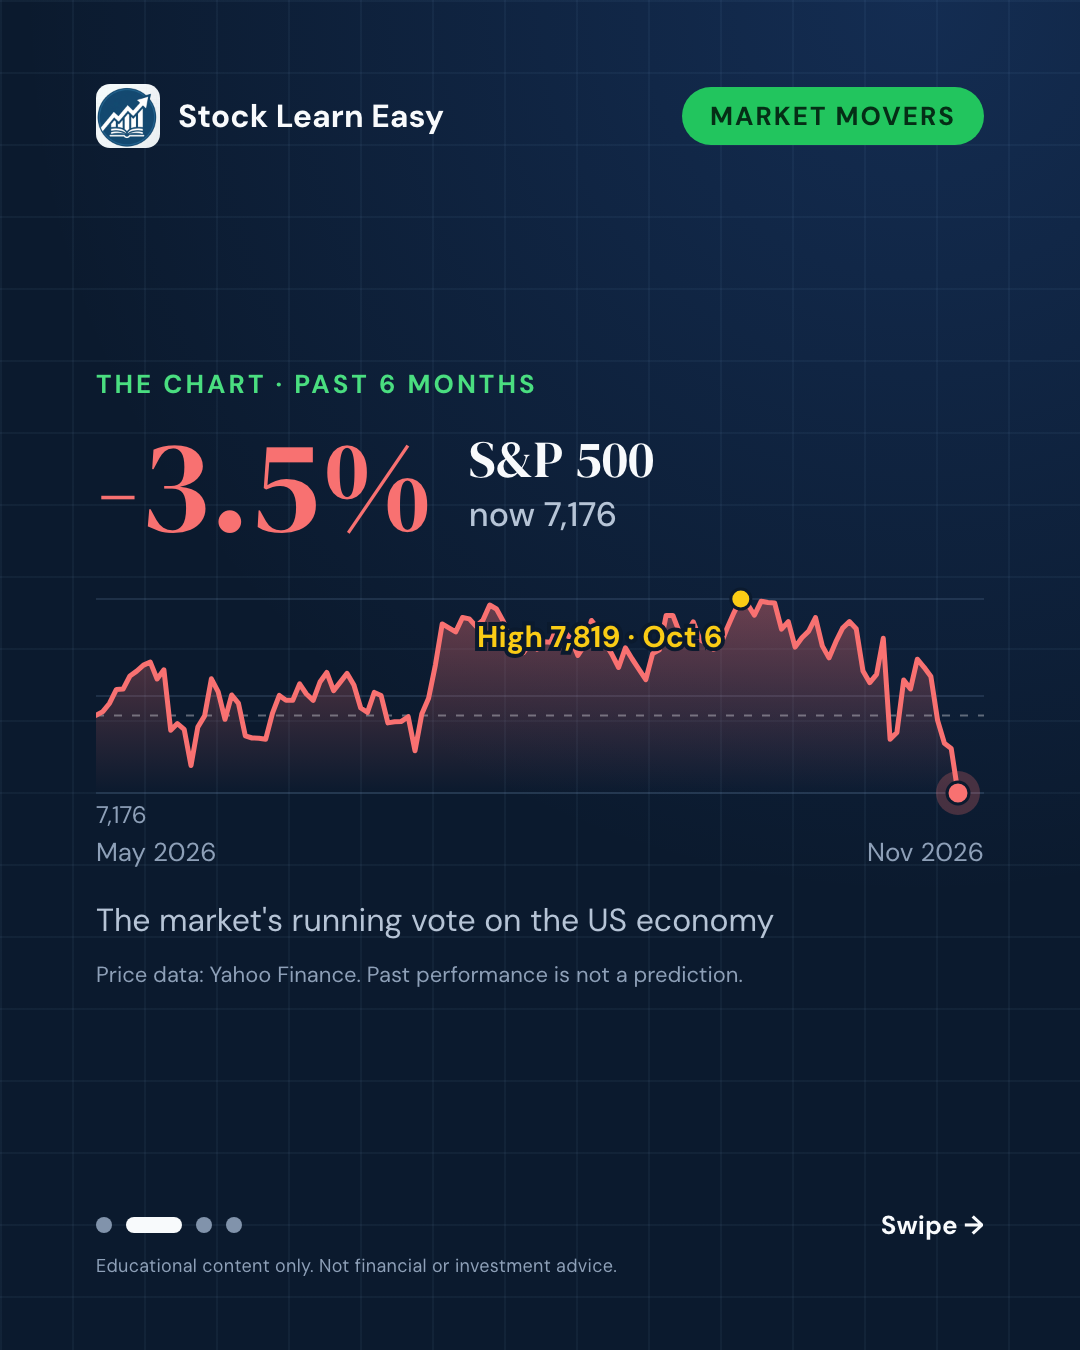 Stock Learn Easy
MARKET MOVERS
THE CHART · PAST 6 MONTHS
−3.5%
S&P 500
now 7,176
High 7,819 · Oct 6
7,176
May 2026
Nov 2026
The market's running vote on the US economy
Price data: Yahoo Finance. Past performance is not a prediction.
Swipe →
Educational content only. Not financial or investment advice.